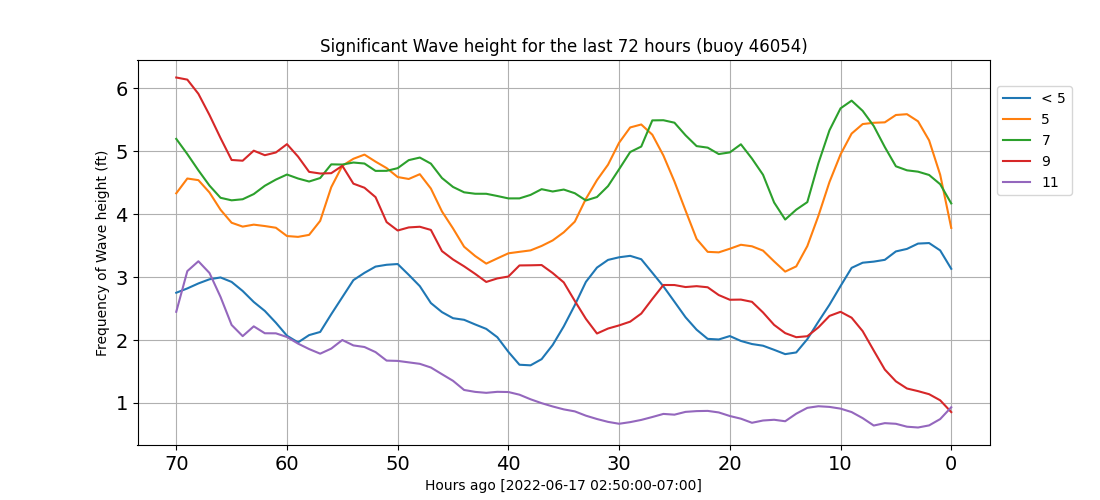 Significant Wave height for the last 72 hours (buoy 46054)
Frequency of Wave height (ft)
6
5
4
3
2
1
70 60 50 40 30 20 10 0
Hours ago [2022-06-17 02:50:00-07:00]
< 5
5
7
9
11